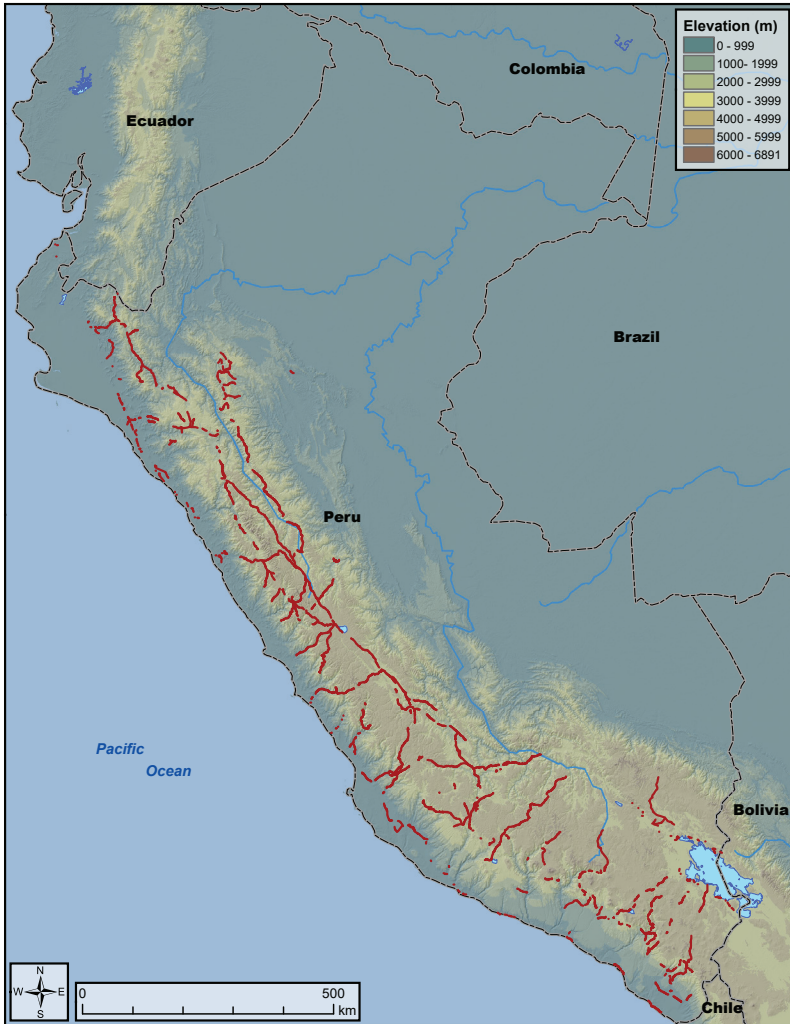 Elevation (m)
0 - 999
1000- 1999
2000 - 2999
3000 - 3999
4000 - 4999
5000 - 5999
6000 - 6891
Colombia
Ecuador
Brazil
Peru
Pacific
Ocean
Bolivia
Chile
N
W E
S
0 500
km